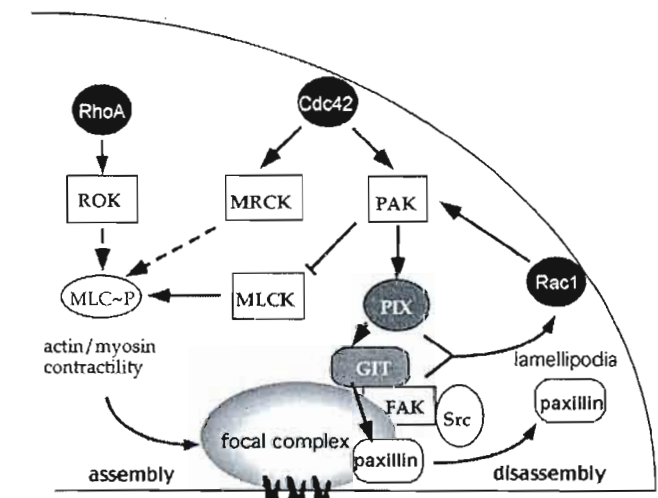 Cdc42
RhoA
ROK
MRCK
PAK
Rac1
MLC~P
MLCK
PIX
actin/myosin
contractility
GIT
lamellipodia
FAK
Src
paxillin
focal complex
paxillin
assembly
disassembly